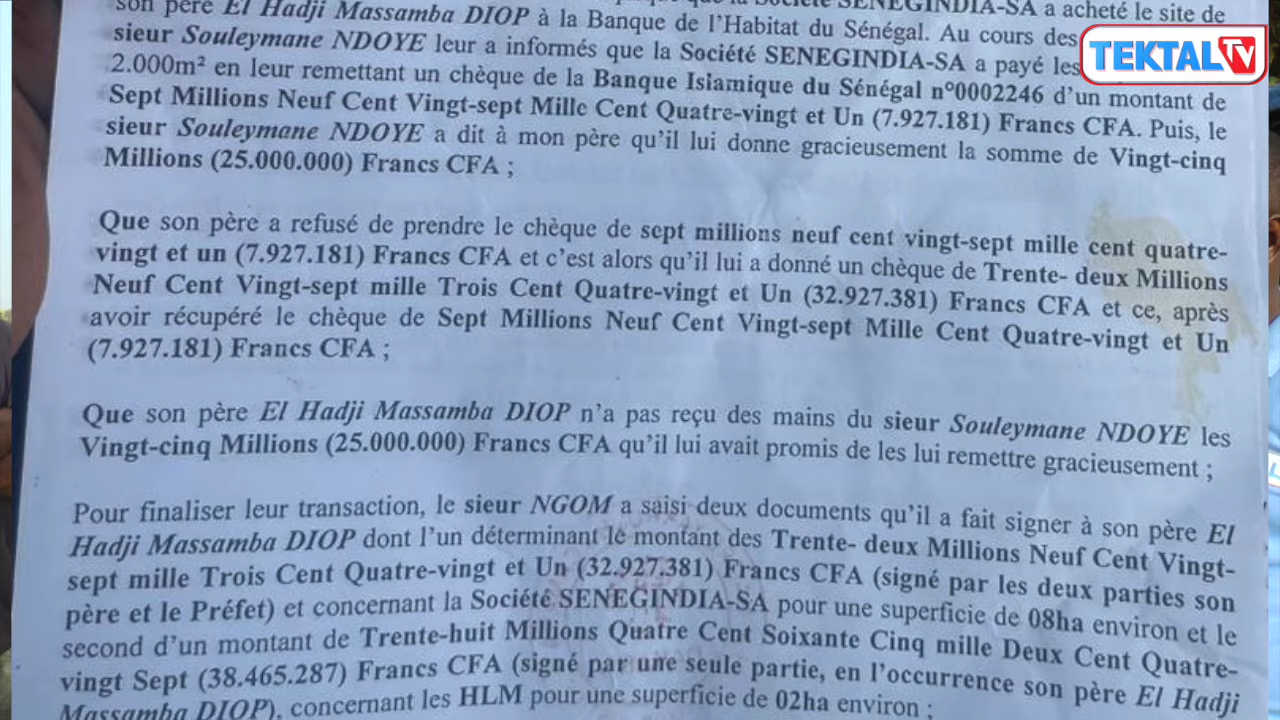 son père El Hadji Massamba DIOP à la Banque de l'Habitat du Sénégal. Au cours des
SENEGINDIA-SA a acheté le site de
TEKTAL TV
sieur Souleymane NDOYE leur a informés que la Société SENEGINDIA-SA a payé les
2.000m² en leur remettant un chèque de la Banque Islamique du Sénégal n°0002246 d'un montant de
Sept Millions Neuf Cent Vingt-sept Mille Cent Quatre-vingt et Un (7.927.181) Francs CFA. Puis, le
sieur Souleymane NDOYE a dit à mon père qu'il lui donne gracieusement la somme de Vingt-cinq
Millions (25.000.000) Francs CFA ;
Que son père a refusé de prendre le chèque de sept millions neuf cent vingt-sept mille cent quatre-
vingt et un (7.927.181) Francs CFA et c'est alors qu'il lui a donné un chèque de Trente- deux Millions
Neuf Cent Vingt-sept mille Trois Cent Quatre-vingt et Un (32.927.381) Francs CFA et ce, après
avoir récupéré le chèque de Sept Millions Neuf Cent Vingt-sept Mille Cent Quatre-vingt et Un
(7.927.181) Francs CFA ;
Que son père El Hadji Massamba DIOP n'a pas reçu des mains du sieur Souleymane NDOYE les
Vingt-cinq Millions (25.000.000) Francs CFA qu'il lui avait promis de les lui remettre gracieusement ;
Pour finaliser leur transaction, le sieur NGOM a saisi deux documents qu'il a fait signer à son père El
Hadji Massamba DIOP dont l'un déterminant le montant des Trente- deux Millions Neuf Cent Vingt-
sept mille Trois Cent Quatre-vingt et Un (32.927.381) Francs CFA (signé par les deux parties son
père et le Préfet) et concernant la Société SENEGINDIA-SA pour une superficie de 08ha environ et le
second d'un montant de Trente-huit Millions Quatre Cent Soixante Cinq mille Deux Cent Quatre-
vingt Sept (38.465.287) Francs CFA (signé par une seule partie, en l'occurrence son père El Hadji
Massamba DIOP), concernant les HLM pour une superficie de 02ha environ ;